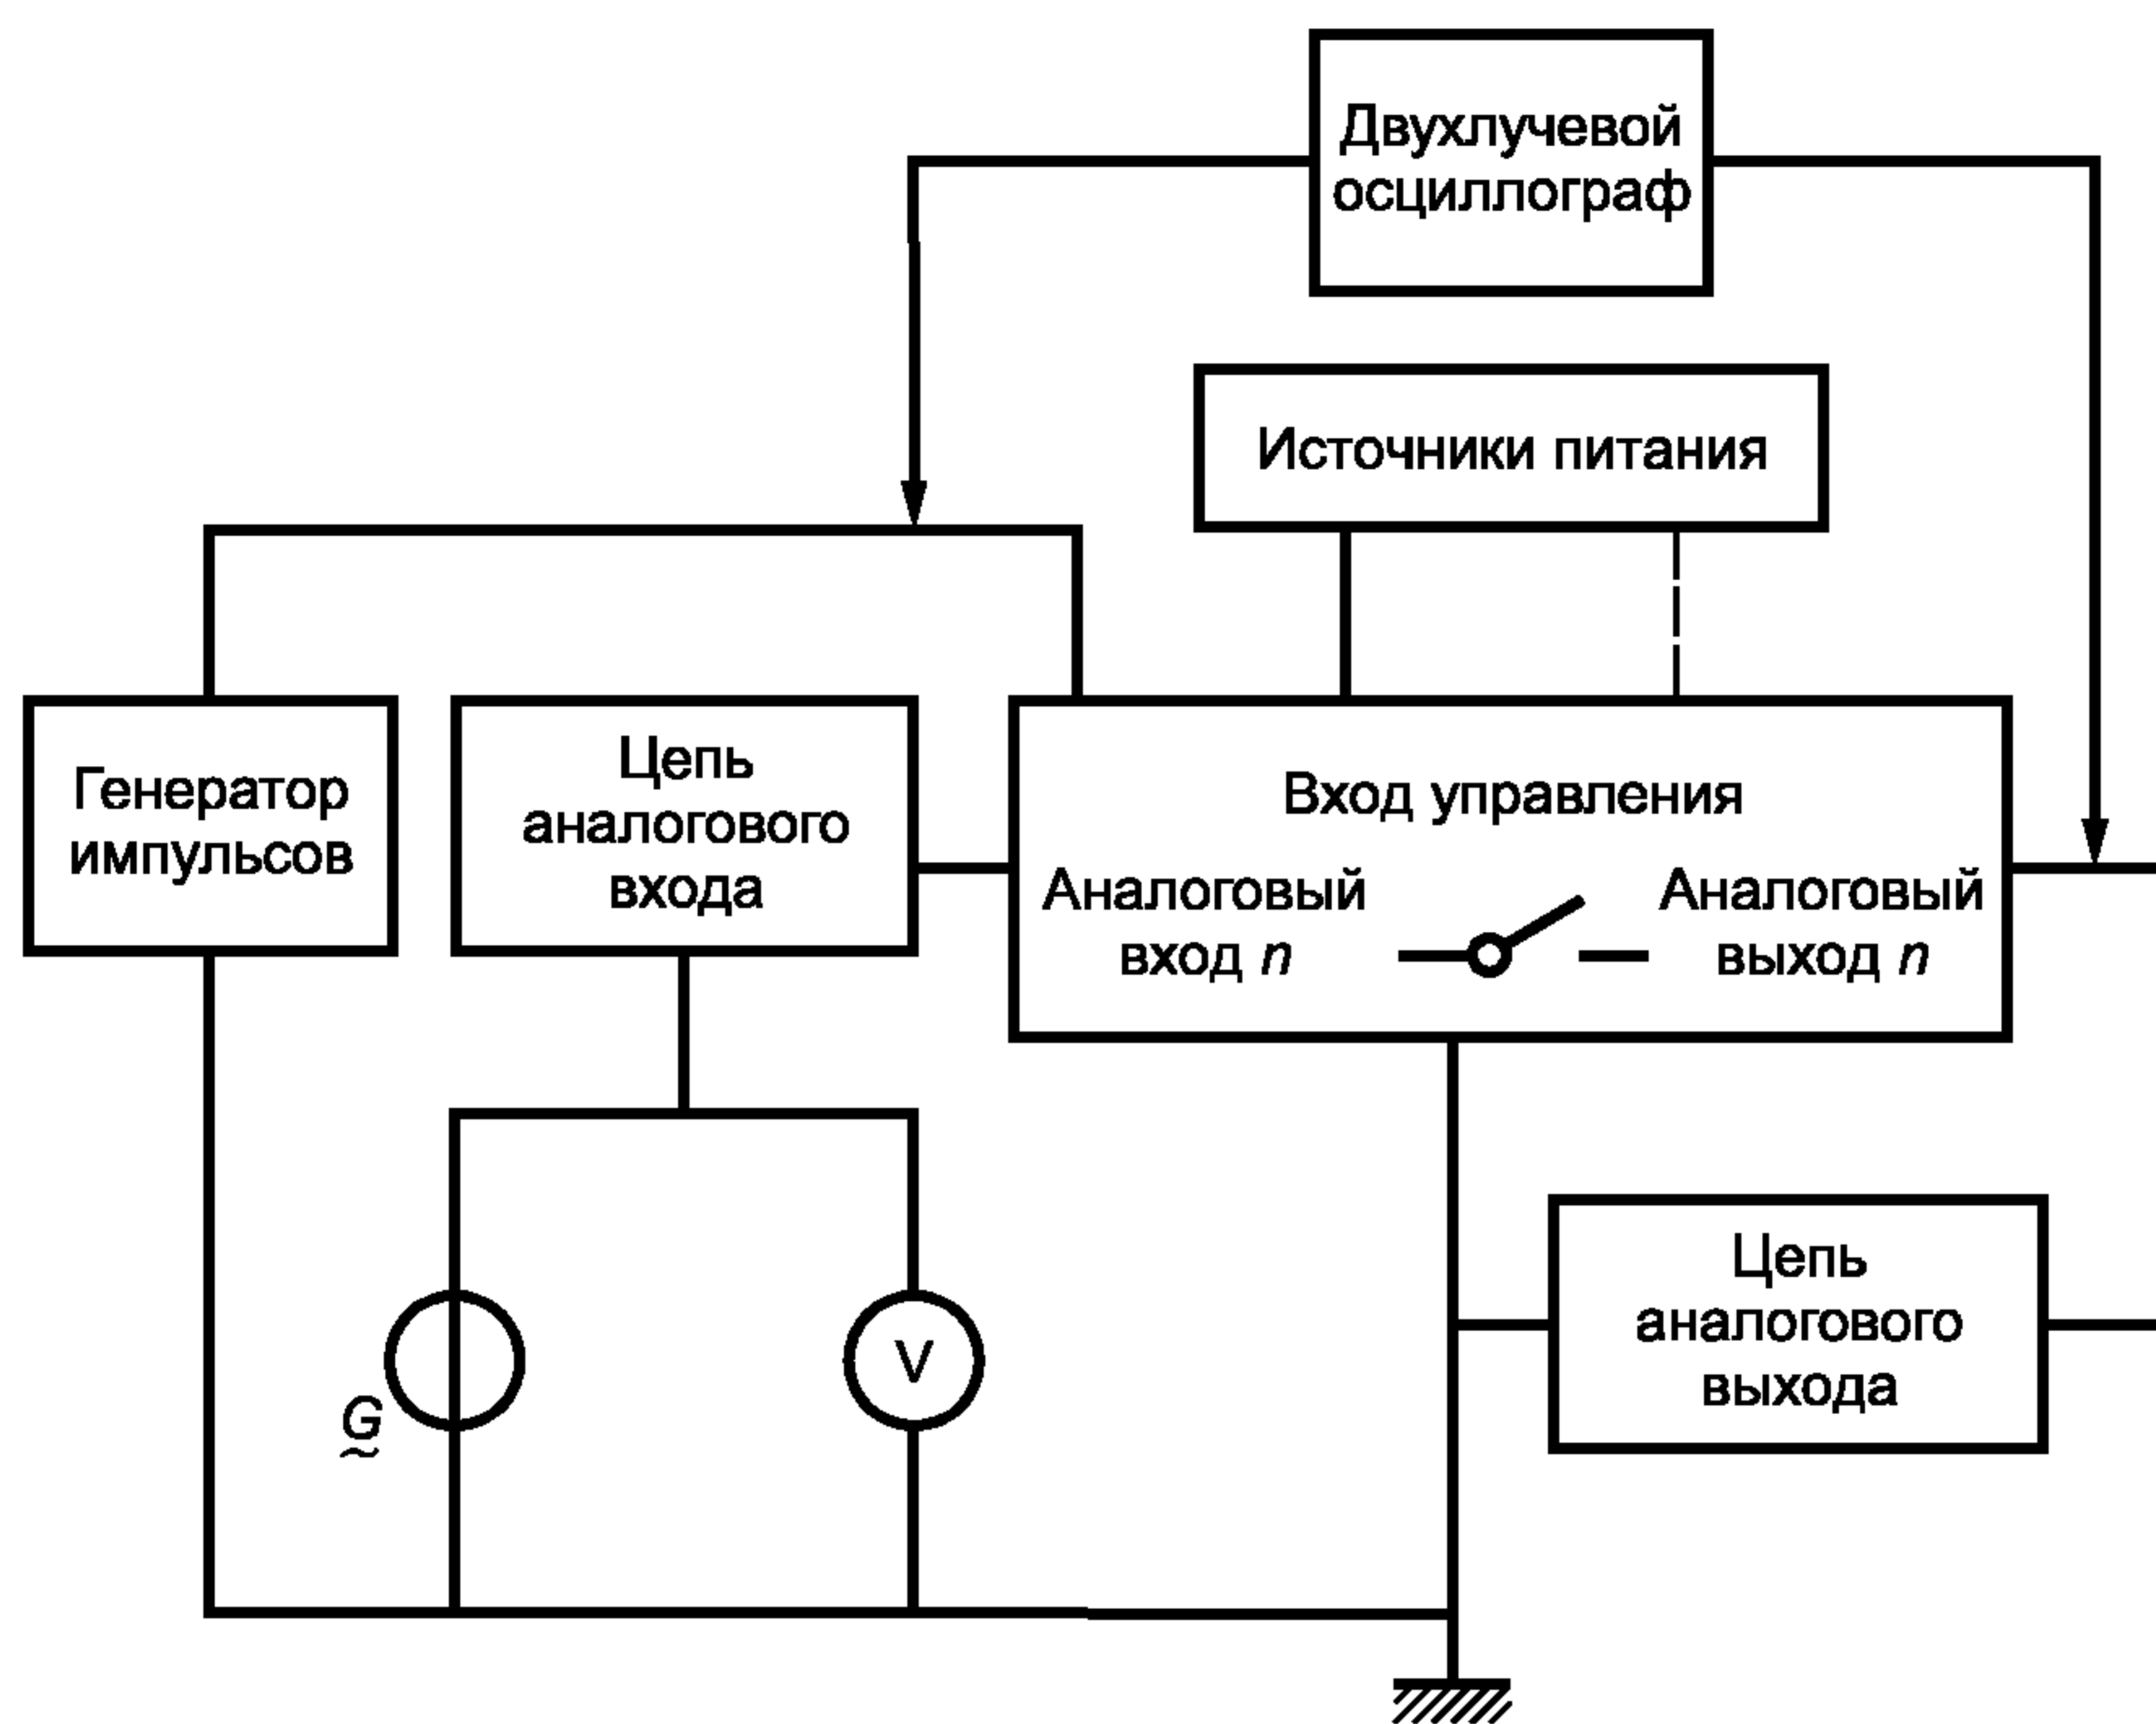 Двухлучевой
осциллограф
Источники питания
Генератор
импульсов
Цепь
аналогового
входа
Вход управления
Аналоговый
вход n
Аналоговый
выход n
Цепь
аналогового
выхода
G
~
V